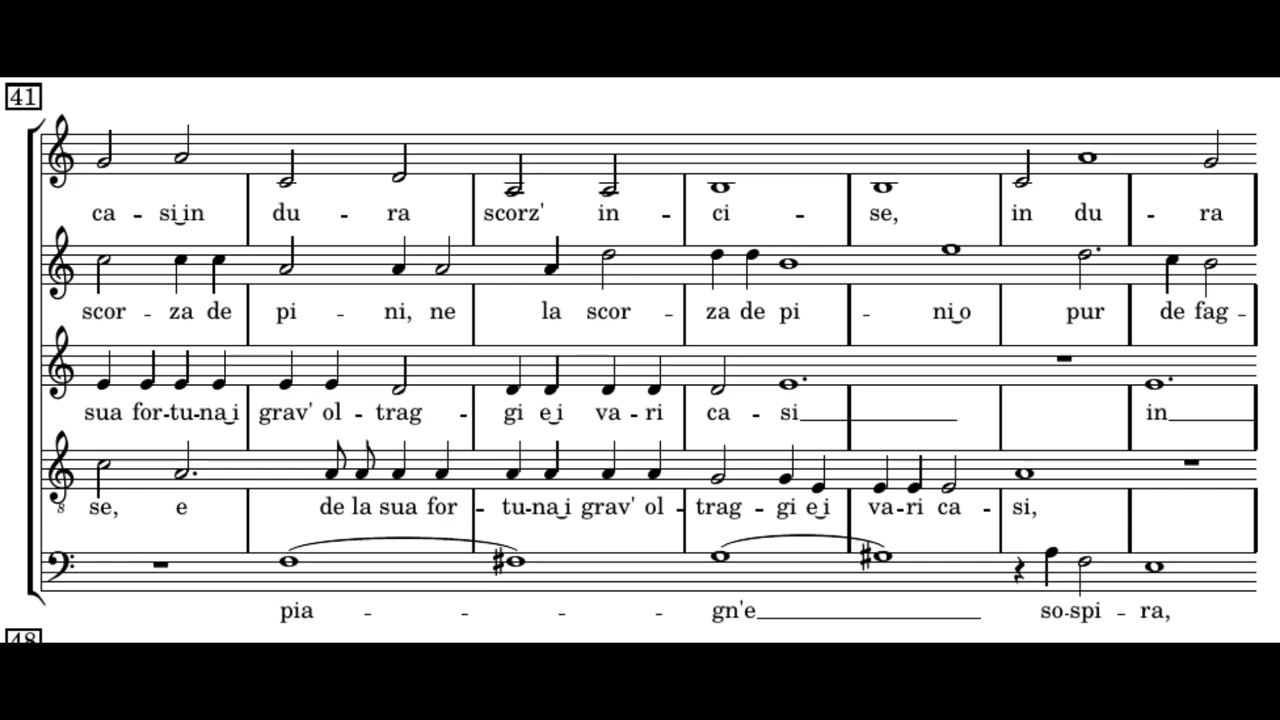 41
ca - si‿in du - ra scorz' in - ci - se, in du - ra
scor - za de pi - ni, ne la scor - za de pi - ni‿o pur de fag -
sua for-tu-na‿i grav' ol - trag - gi e‿i va - ri ca - si in
8
se, e de la sua for - tu-na‿i grav' ol - trag - gi e‿i va-ri ca - si,
pia - gn'e so-spi - ra,
48